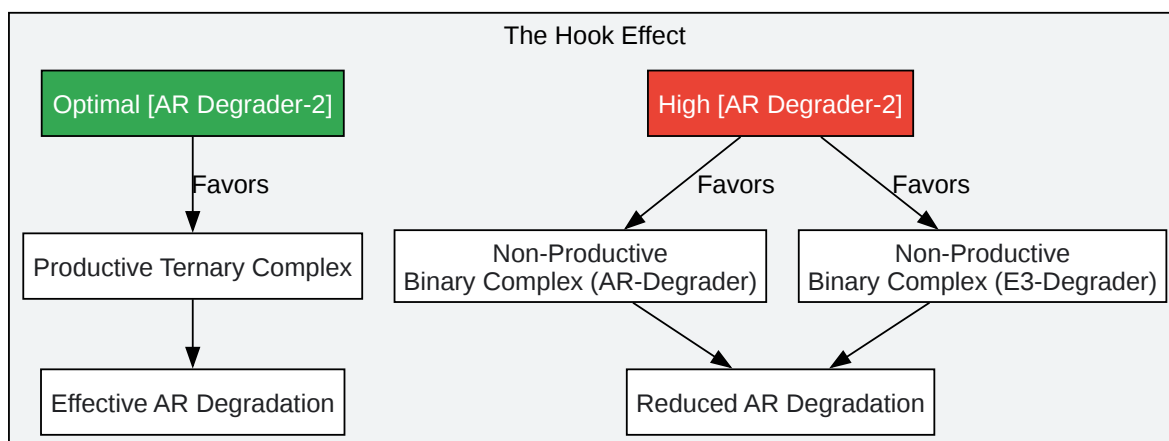 The Hook Effect
Optimal [AR Degrader-2]
High [AR Degrader-2]
Favors
Favors
Favors
Productive Ternary Complex
Non-Productive
Binary Complex (AR-Degrader)
Non-Productive
Binary Complex (E3-Degrader)
Effective AR Degradation
Reduced AR Degradation